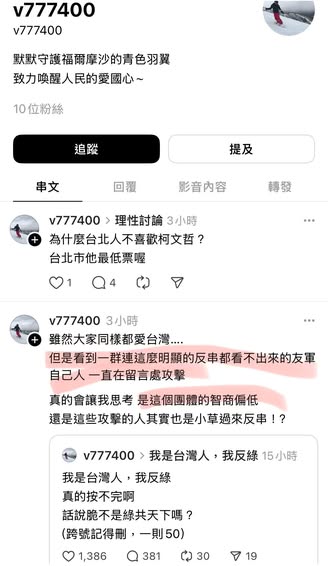 v777400
v777400
默默守護福爾摩沙的青色羽翼
致力喚醒人民的愛國心～
10位粉絲
追蹤
提及
串文
回覆
影音內容
轉發
v777400 > 理性討論 3小時
為什麼台北人不喜歡柯文哲？
台北市他最低票喔
1 4
v777400 3小時
雖然大家同樣都愛台灣....
但是看到一群連這麼明顯的反串都看不出來的友軍
自己人 一直在留言處攻擊
真的會讓我思考 是這個團體的智商偏低
還是這些攻擊的人其實也是小草過來反串！？
v777400 > 我是台灣人，我反綠 15小時
我是台灣人，我反綠
真的按不完啊
話說脆不是綠共天下嗎？
(跨號記得刪，一則50)
1,386 381 30 19